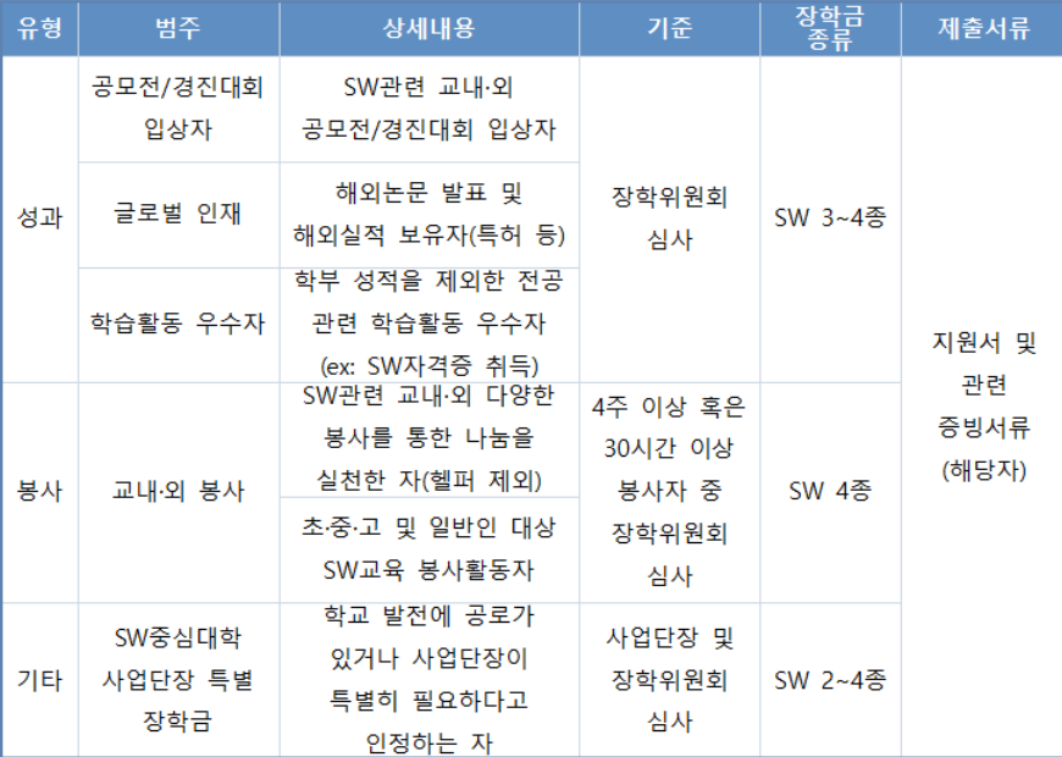 유형 범주 상세내용 기준 장학금 종류 제출서류
성과
공모전/경진대회
입상자
SW관련 교내·외
공모전/경진대회 입상자
글로벌 인재
해외논문 발표 및
해외실적 보유자(특허 등)
학습활동 우수자
학부 성적을 제외한 전공
관련 학습활동 우수자
(ex: SW자격증 취득)
장학위원회
심사
SW 3~4종
지원서 및
관련
증빙서류
(해당자)
봉사
교내·외 봉사
SW관련 교내·외 다양한
봉사를 통한 나눔을
실천한 자(헬퍼 제외)
초·중·고 및 일반인 대상
SW교육 봉사활동자
4주 이상 혹은
30시간 이상
봉사자 중
장학위원회
심사
SW 4종
기타
SW중심대학
사업단장 특별
장학금
학교 발전에 공로가
있거나 사업단장이
특별히 필요하다고
인정하는 자
사업단장 및
장학위원회
심사
SW 2~4종